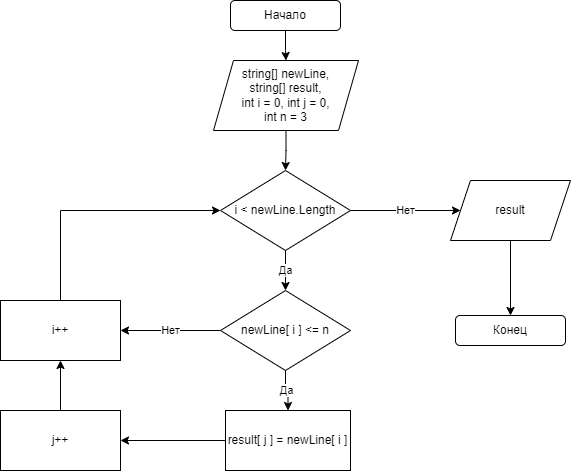 Начало
string[] newLine,
string[] result,
int i = 0, int j = 0,
int n = 3
i < newLine.Length
Нет
result
Да
i++
Нет
newLine[ i ] <= n
Конец
Да
j++
result[ j ] = newLine[ i ]